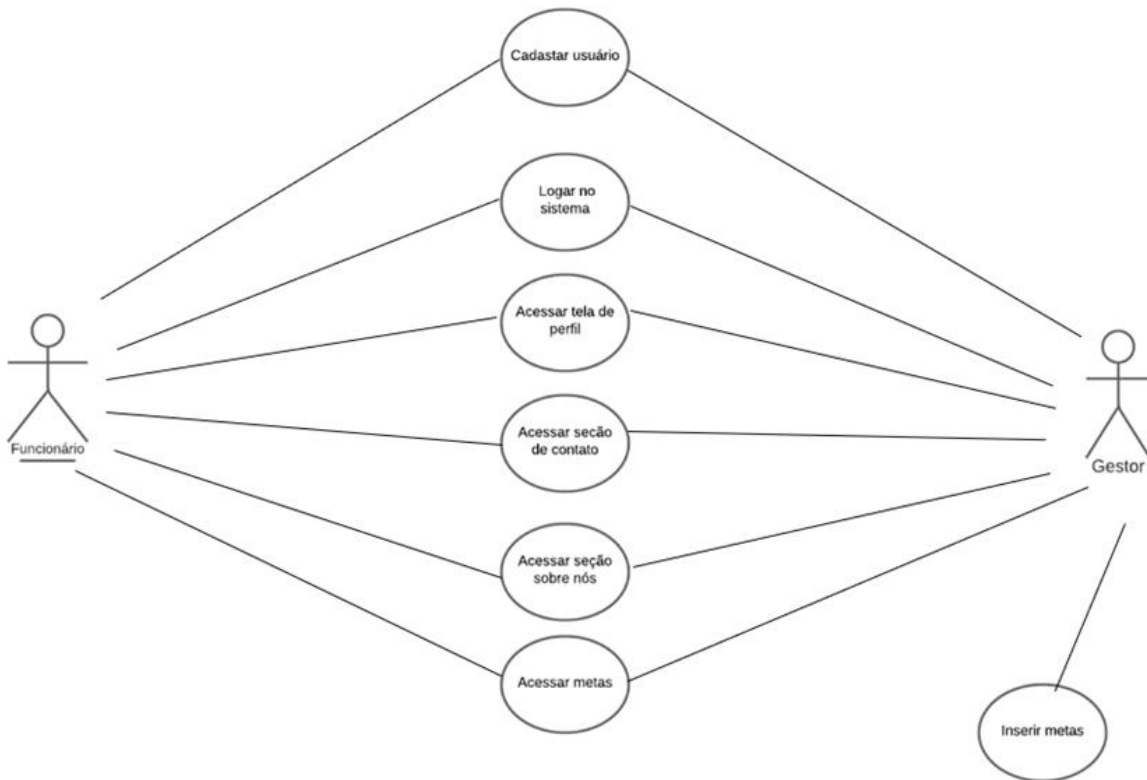 Cadastar usuário
Logar no
sistema
Acessar tela de
perfil
Funcionário
Acessar secão
de contato
Gestor
Acessar seção
sobre nós
Acessar metas
Inserir metas